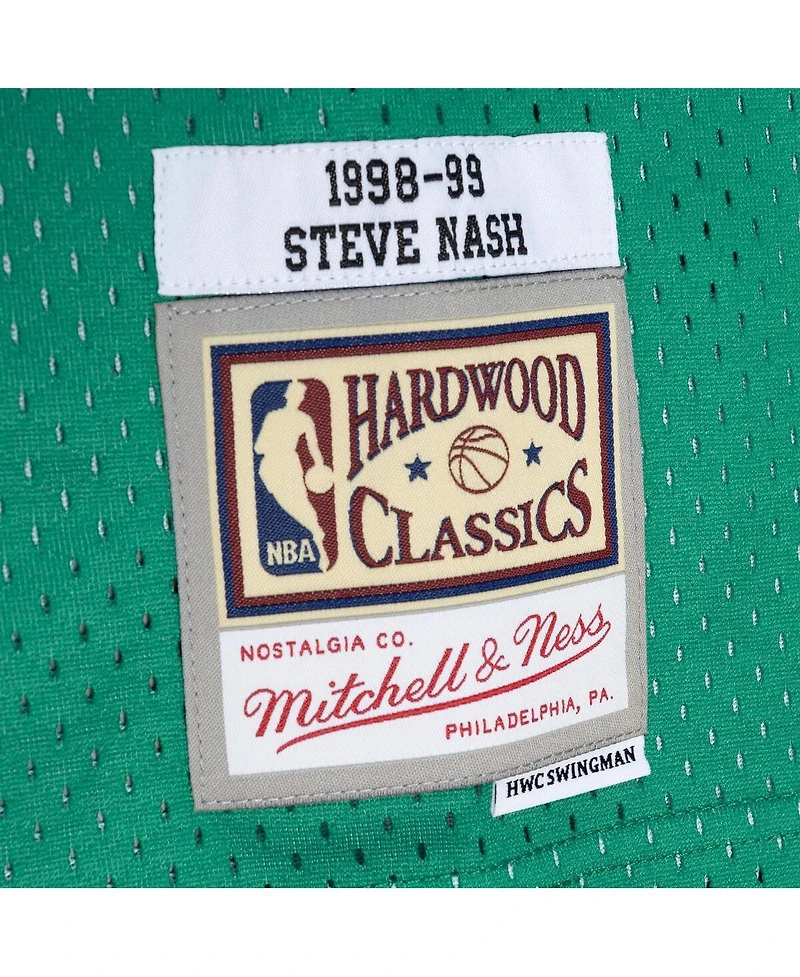 1998-99
STEVE NASH
HARDWOOD
CLASSICS
NBA
NOSTALGIA CO.
Mitchell & Ness
PHILADELPHIA, PA.
HWC SWINGMAN